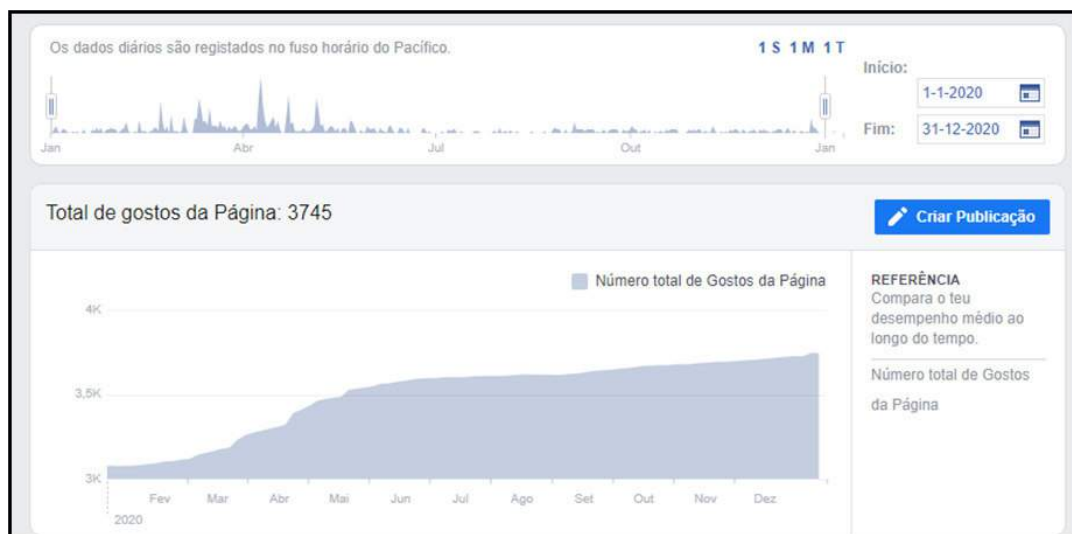 Os dados diários são registados no fuso horário do Pacífico.
1 S 1 M 1 T
Início:
1-1-2020
Fim:
31-12-2020
Jan Abr Jul Out Jan
Total de gostos da Página: 3745
Criar Publicação
Número total de Gostos da Página
4K
3,5K
3K
Fev Mar Abr Mai Jun Jul Ago Set Out Nov Dez
2020
REFERÊNCIA
Compara o teu
desempenho médio ao
longo do tempo.
Número total de Gostos
da Página